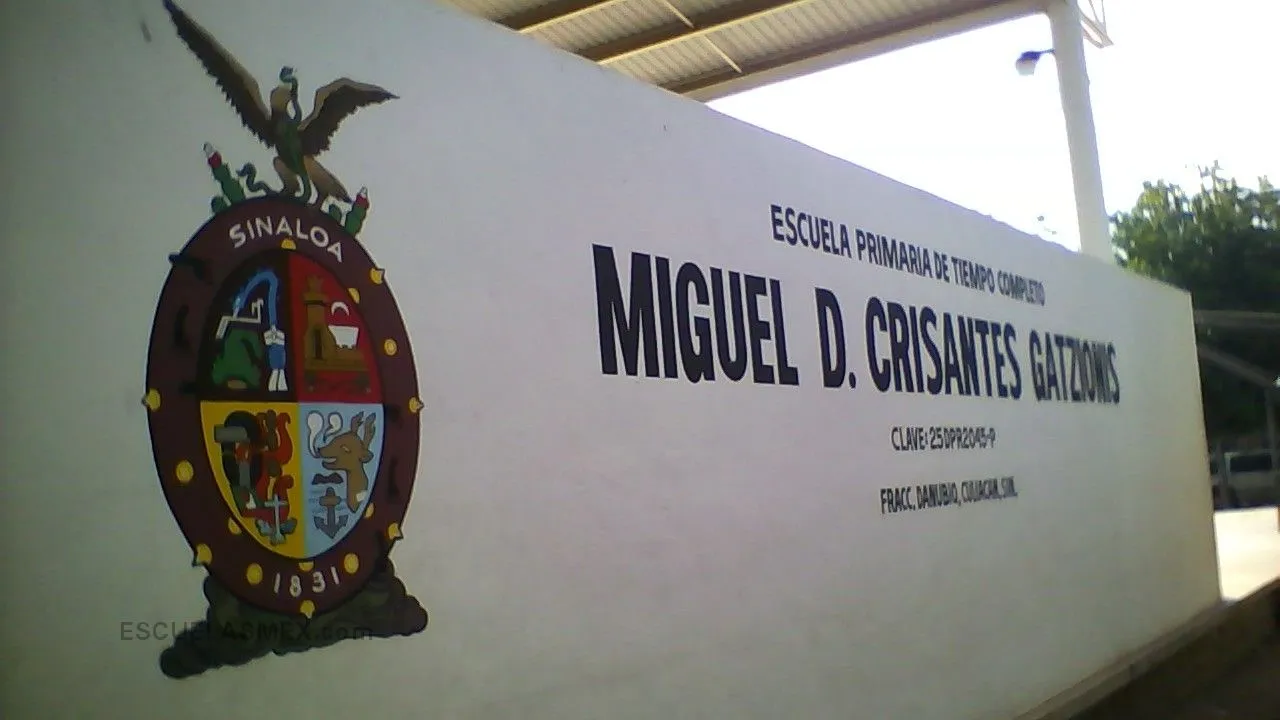 SINALOA
1831
ESCUELA PRIMARIA DE TIEMPO COMPLETO
MIGUEL D. CRISANTES GATZIONIS
CLAVE: 25DPR2045-P
FRACC. DANUBIO, CULIACAN, SIN.
ESCUELASMEX.com